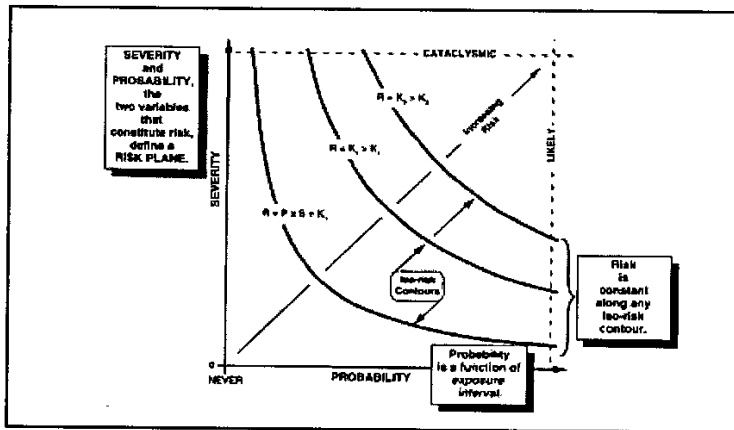 SEVERITY
and
PROBABILITY,
the
two variables
that
constitute risk,
define a
RISK PLANE.
CATACLYSMIC
R = K₃ > K₂
Increasing
Risk
LIKELY
R = K₂ > K₁
SEVERITY
R = P x S = K₁
Iso-risk
Contours
Risk
is
constant
along any
iso-risk
contour.
0
NEVER
PROBABILITY
Probability
is a function of
exposure
interval.